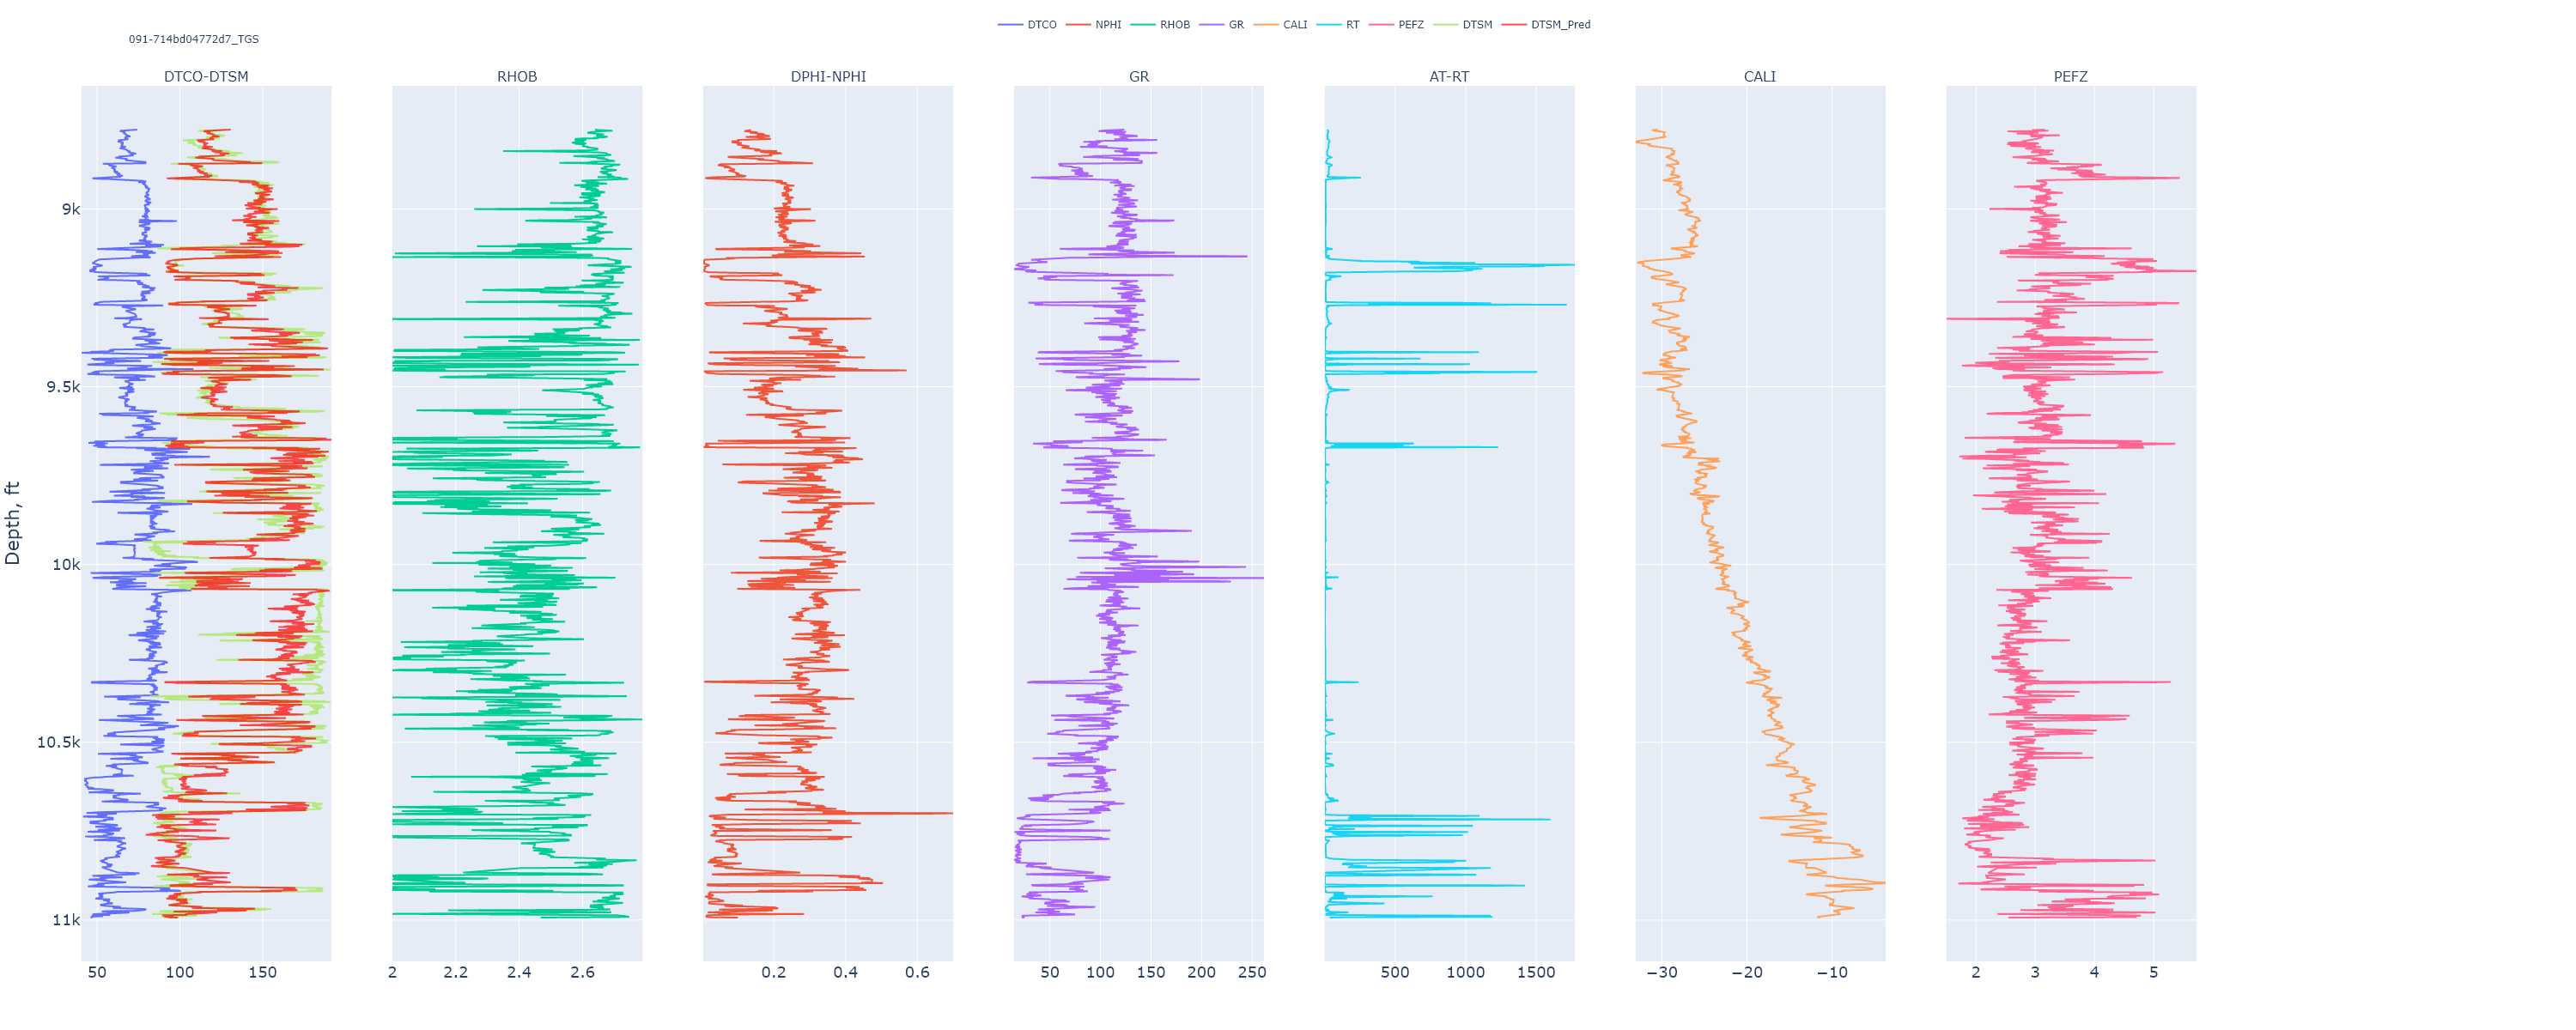 DTCO NPHI RHOB GR CALI RT PEFZ DTSM DTSM_Pred
091-714bd04772d7_TGS
DTCO-DTSM RHOB DPHI-NPHI GR AT-RT CALI PEFZ
Depth, ft
9k
9.5k
10k
10.5k
11k
50 100 150 2 2.2 2.4 2.6 0.2 0.4 0.6 50 100 150 200 250 500 1000 1500 −30 −20 −10 2 3 4 5